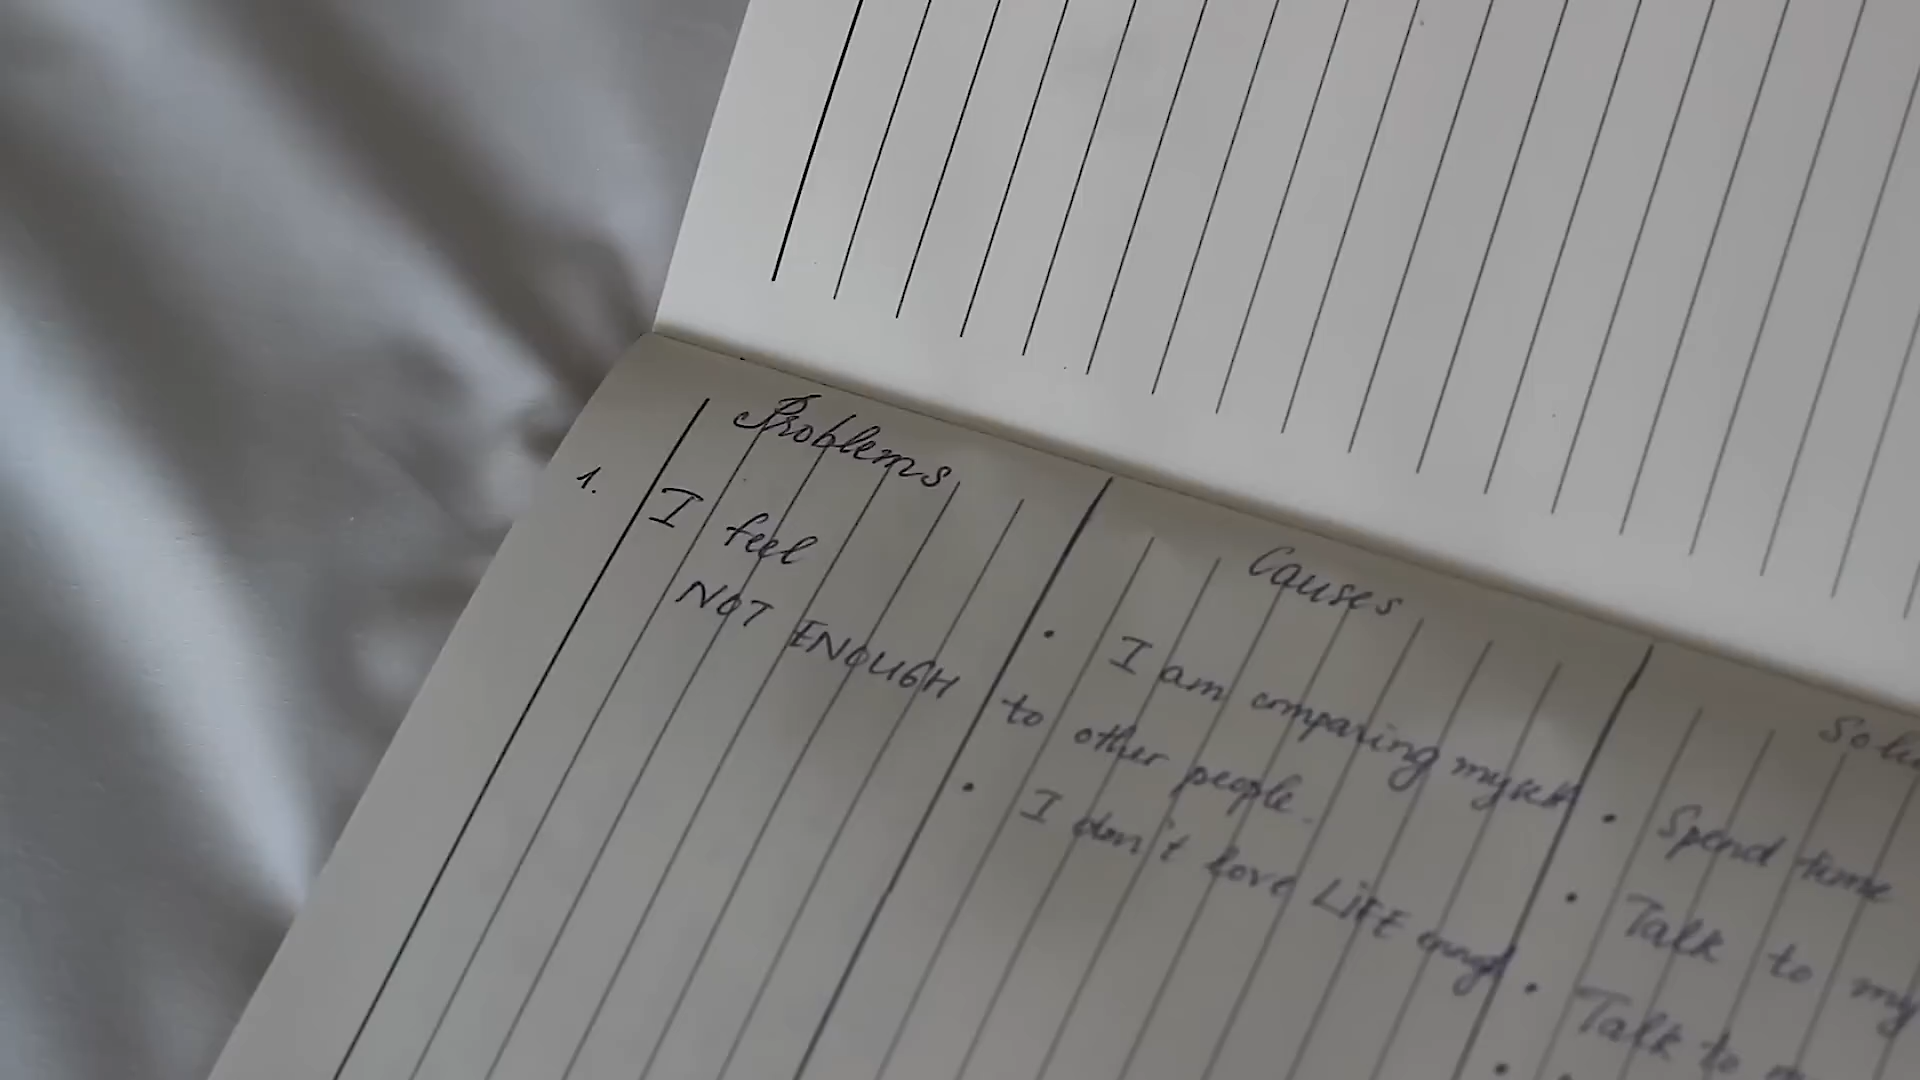 Problems
1. I feel
NOT ENOUGH
Causes
• I am comparing myself
to other people.
• I don't love LiFE enough
• Spend time
• Talk to my
• Talk to